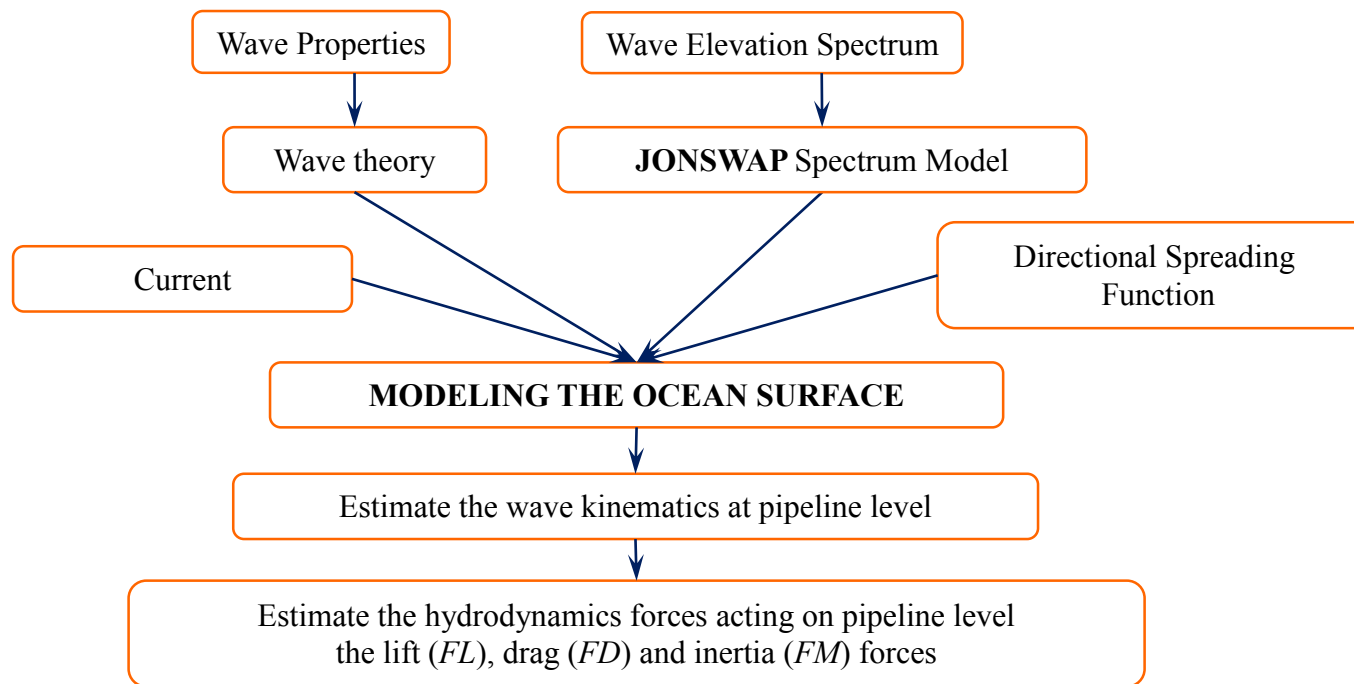 Wave Properties
Wave Elevation Spectrum
Wave theory
JONSWAP Spectrum Model
Current
Directional Spreading
Function
MODELING THE OCEAN SURFACE
Estimate the wave kinematics at pipeline level
Estimate the hydrodynamics forces acting on pipeline level
the lift (FL), drag (FD) and inertia (FM) forces